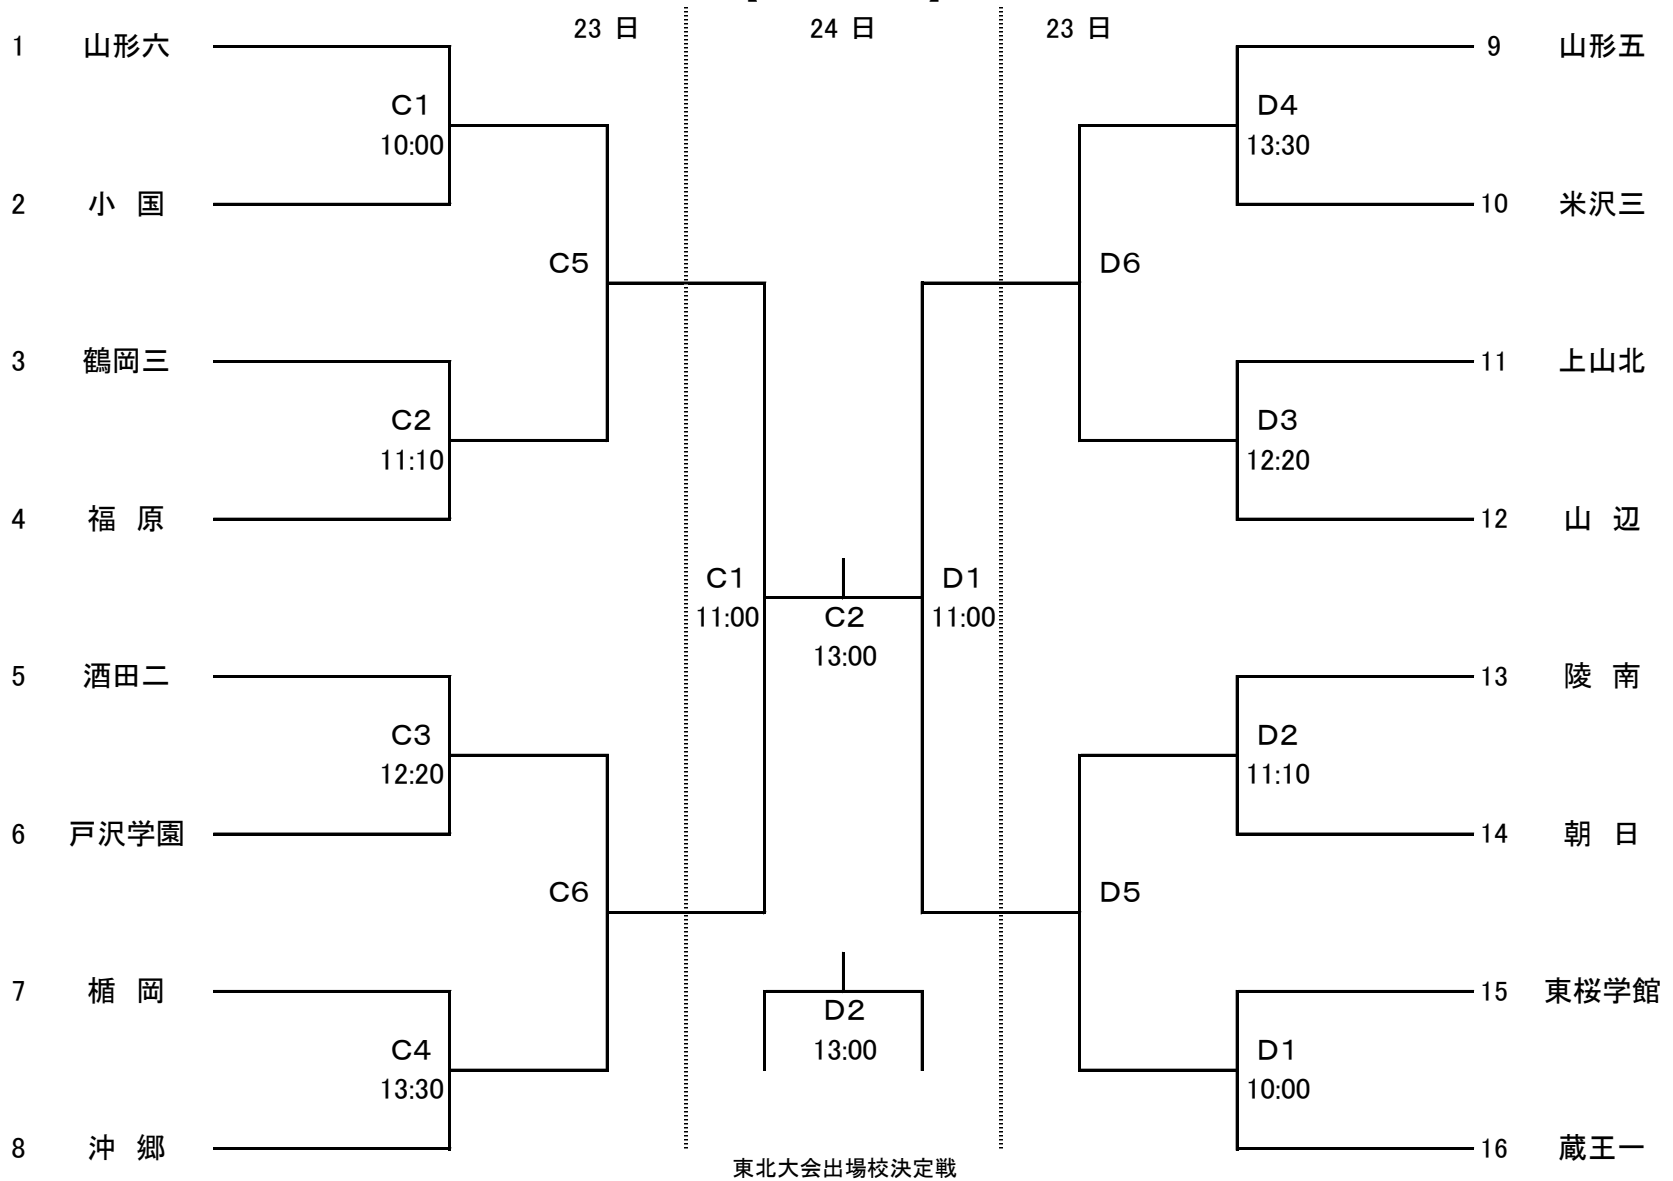 23 日 24 日 23 日
1 山形六 9 山形五
C1 D4
10:00 13:30
2 小 国 10 米沢三
C5 D6
3 鶴岡三 11 上山北
C2 D3
11:10 12:20
4 福 原 12 山 辺
C1 D1
11:00 C2 11:00
13:00
5 酒田二 13 陵 南
C3 D2
12:20 11:10
6 戸沢学園 14 朝 日
C6 D5
7 楯 岡 15 東桜学館
D2
C4 13:00 D1
13:30 10:00
8 沖 郷 16 蔵王一
東北大会出場校決定戦